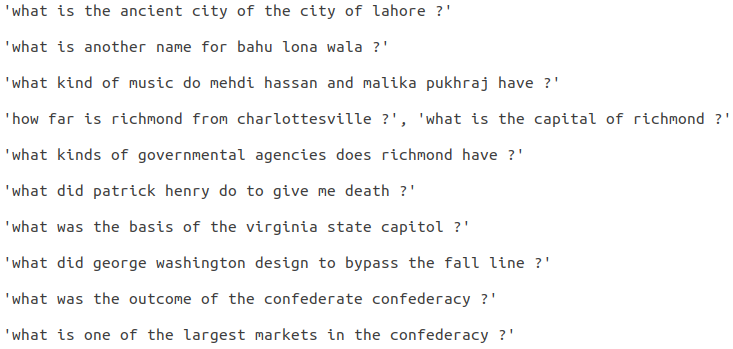 'what is the ancient city of the city of lahore ?'
'what is another name for bahu lona wala ?'
'what kind of music do mehdi hassan and malika pukhraj have ?'
'how far is richmond from charlottesville ?', 'what is the capital of richmond ?'
'what kinds of governmental agencies does richmond have ?'
'what did patrick henry do to give me death ?'
'what was the basis of the virginia state capitol ?'
'what did george washington design to bypass the fall line ?'
'what was the outcome of the confederate confederacy ?'
'what is one of the largest markets in the confederacy ?'